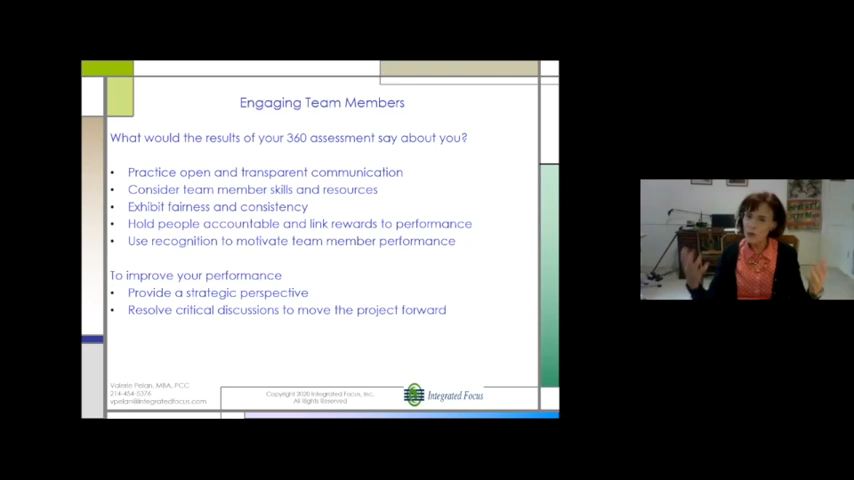 Engaging Team Members
What would the results of your 360 assessment say about you?
• Practice open and transparent communication
• Consider team member skills and resources
• Exhibit fairness and consistency
• Hold people accountable and link rewards to performance
• Use recognition to motivate team member performance
To improve your performance
• Provide a strategic perspective
• Resolve critical discussions to move the project forward
Valerie Pelan, MBA, PCC
214-454-5376
vpelan@integratedfocus.com
Copyright 2020 Integrated Focus, Inc.
All Rights Reserved
Integrated Focus